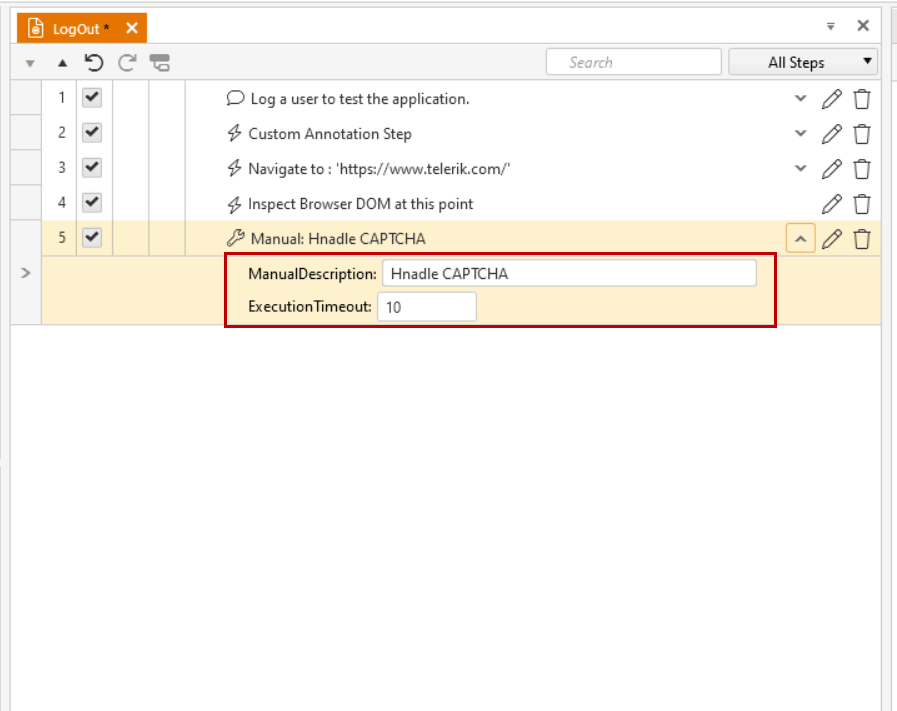 LogOut *
Search
All Steps
1 Log a user to test the application.
2 Custom Annotation Step
3 Navigate to : 'https://www.telerik.com/'
4 Inspect Browser DOM at this point
5 Manual: Hnadle CAPTCHA
ManualDescription: Hnadle CAPTCHA
ExecutionTimeout: 10